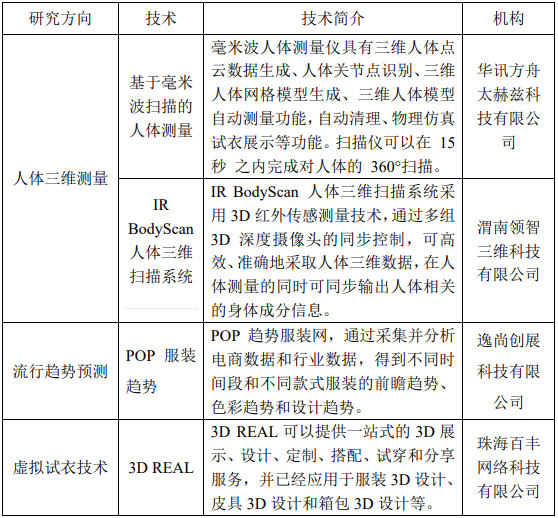 研究方向 技术 技术简介 机构
人体三维测量
基于毫米
波扫描的
人体测量
毫米波人体测量仪具有三维人体点
云数据生成、人体关节点识别、三维
人体网格模型生成、三维人体模型
自动测量功能，自动清理、物理仿真
试衣展示等功能。扫描仪可以在 15
秒 之内完成对人体的 360°扫描。
华讯方舟
太赫兹科
技有限公
司
IR
BodyScan
人体三维
扫描系统
IR BodyScan 人体三维扫描系统采
用 3D 红外传感测量技术，通过多组
3D 深度摄像头的同步控制，可高
效、准确地采取人体三维数据，在人
体测量的同时可同步输出人体相关
的身体成分信息。
渭南领智
三维科技
有限公司
流行趋势预测
POP 服装
趋势
POP 趋势服装网，通过采集并分析
电商数据和行业数据，得到不同时
间段和不同款式服装的前瞻趋势、
色彩趋势和设计趋势。
逸尚创展
科技有限
公司
虚拟试衣技术
3D REAL
3D REAL 可以提供一站式的 3D 展
示、设计、定制、搭配、试穿和分享
服务，并已经应用于服装 3D 设计、
皮具 3D 设计和箱包 3D 设计等。
珠海百丰
网络科技
有限公司